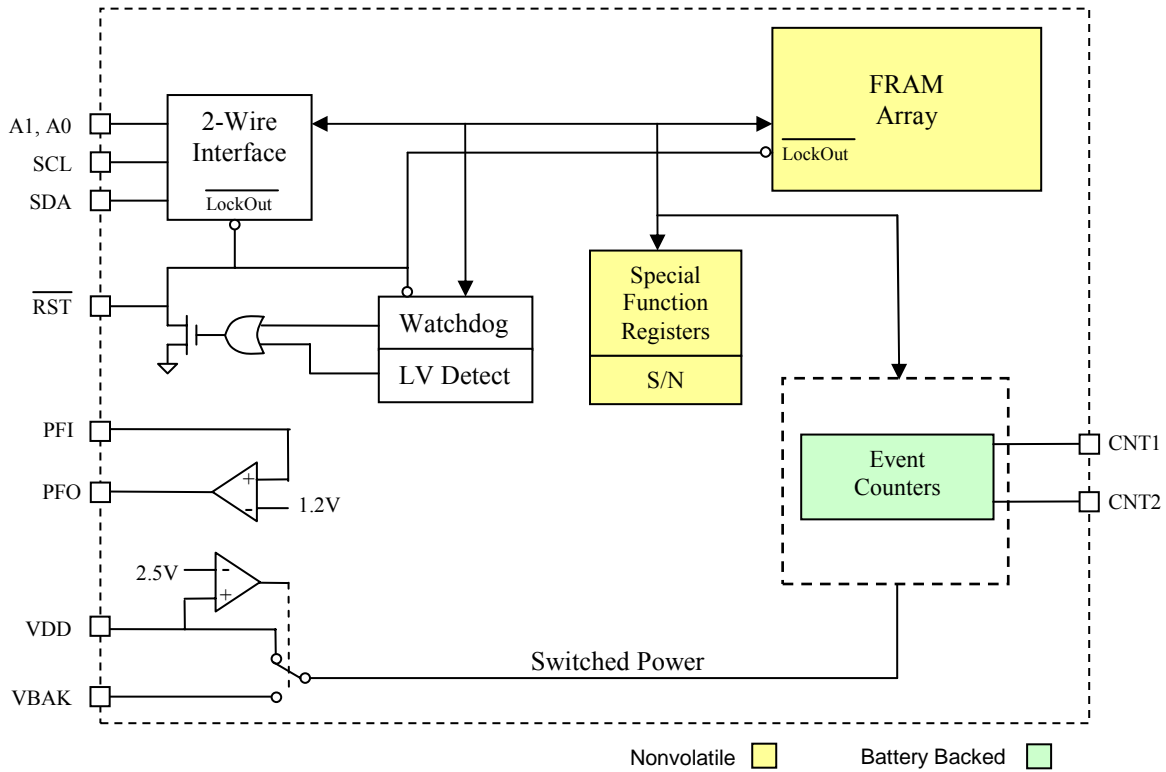 FRAM
Array
LockOut
A1, A0
SCL
SDA
2-Wire
Interface
LockOut
RST
Watchdog
LV Detect
Special
Function
Registers
S/N
PFI
PFO
+
-
1.2V
Event
Counters
CNT1
CNT2
2.5V
-
+
VDD
VBAK
Switched Power
Nonvolatile
Battery Backed